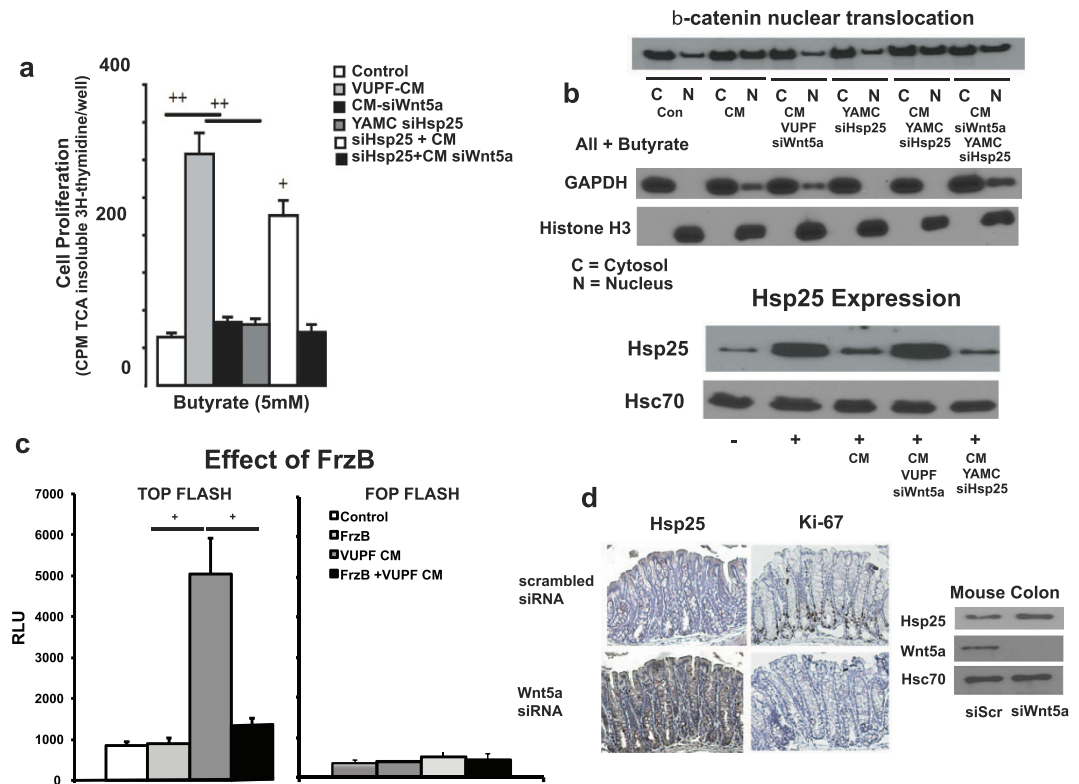 a
400
200
0
Cell Proliferation
(CPM TCA insoluble 3H-thymidine/well)
++
++
+
Control
VUPF-CM
CM-siWnt5a
YAMC siHsp25
siHsp25 + CM
siHsp25+CM siWnt5a
Butyrate (5mM)
b-catenin nuclear translocation
b
C N C N C N C N C N C N
Con
CM
CM
VUPF
siWnt5a
YAMC
siHsp25
CM
YAMC
siHsp25
CM
siWnt5a
YAMC
siHsp25
All + Butyrate
GAPDH
Histone H3
C = Cytosol
N = Nucleus
Hsp25 Expression
Hsp25
Hsc70
- + + + +
CM
CM
VUPF
siWnt5a
CM
YAMC
siHsp25
c
Effect of FrzB
TOP FLASH
FOP FLASH
7000
6000
5000
4000
3000
2000
1000
0
RLU
+
+
Control
FrzB
VUPF CM
FrzB +VUPF CM
d
Hsp25
Ki-67
scrambled
siRNA
Wnt5a
siRNA
Mouse Colon
Hsp25
Wnt5a
Hsc70
siScr siWnt5a